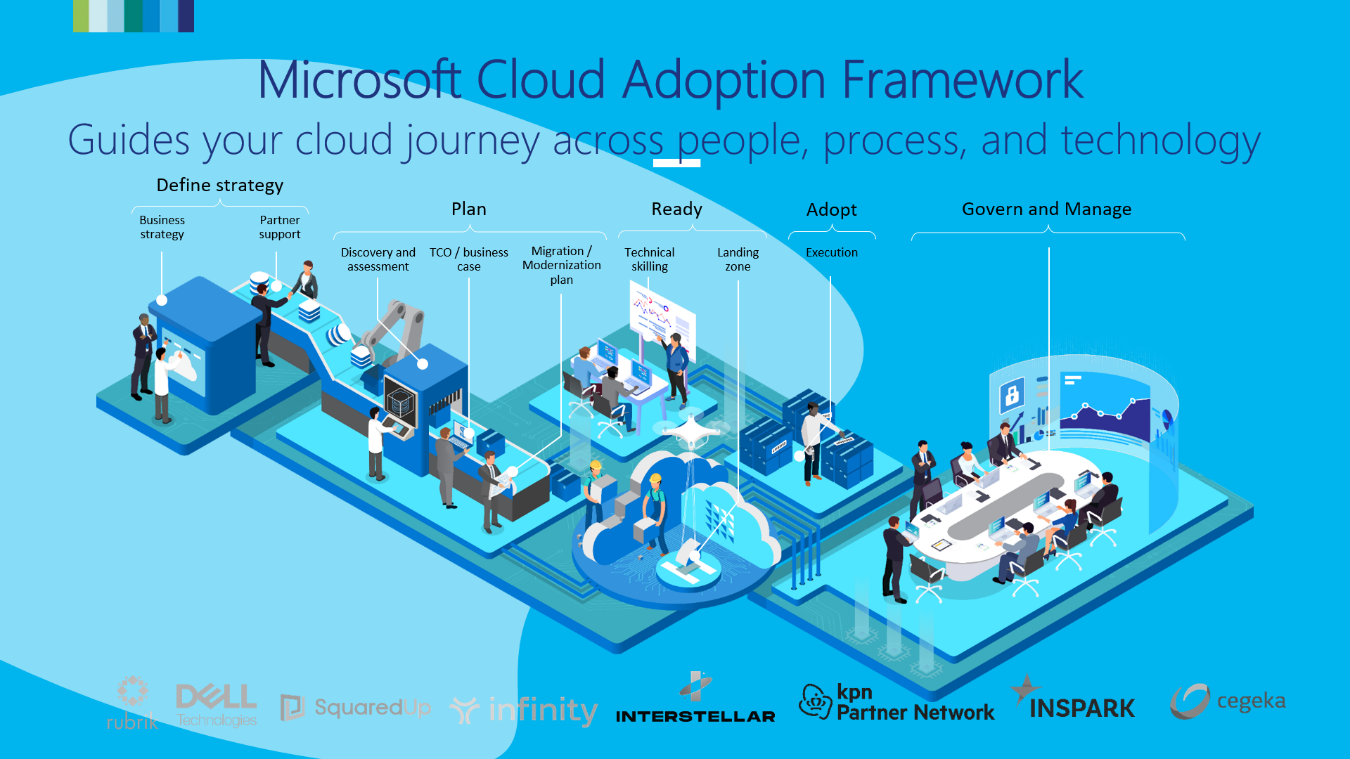 Microsoft Cloud Adoption Framework
Guides your cloud journey across people, process, and technology
Define strategy
Business
strategy
Partner
support
Plan
Discovery and
assessment
TCO / business
case
Migration /
Modernization
plan
Ready
Technical
skilling
Landing
zone
Adopt
Execution
Govern and Manage
rubrik
DELL
Technologies
SquaredUp
infinity
INTERSTELLAR
kpn
Partner Network
INSPARK
cegeka